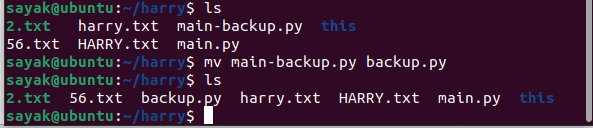 sayak@ubuntu:~/harry$ ls
2.txt   harry.txt  main-backup.py  this
56.txt  HARRY.txt  main.py
sayak@ubuntu:~/harry$ mv main-backup.py backup.py
sayak@ubuntu:~/harry$ ls
2.txt  56.txt  backup.py  harry.txt  HARRY.txt  main.py  this
sayak@ubuntu:~/harry$